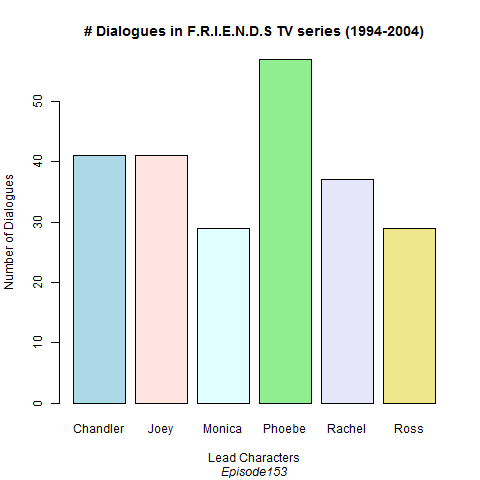 # Dialogues in F.R.I.E.N.D.S TV series (1994-2004)
Number of Dialogues
50
40
30
20
10
0
Chandler Joey Monica Phoebe Rachel Ross
Lead Characters
Episode153